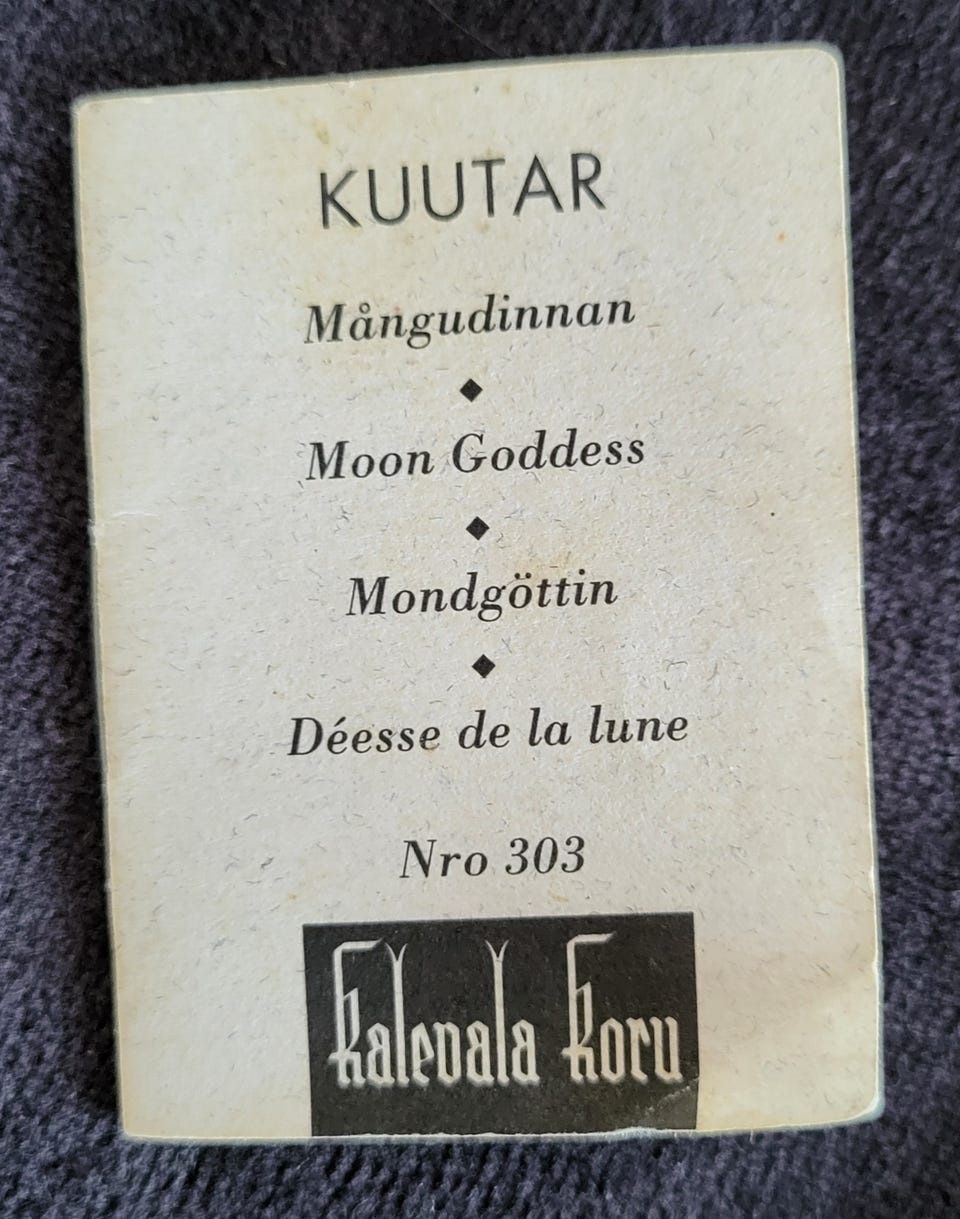 KUUTAR
Mångudinnan
◆
Moon Goddess
◆
Mondgöttin
◆
Déesse de la lune
Nro 303
Kalevala Koru